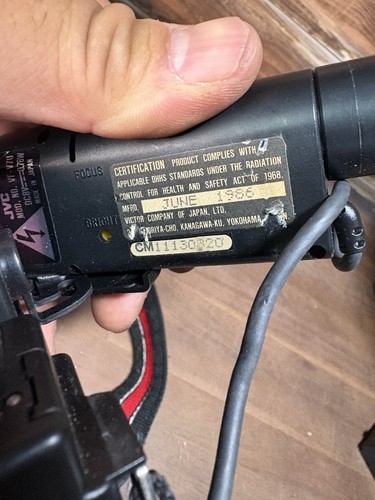 FOCUS
CERTIFICATION PRODUCT COMPLIES WITH
APPLICABLE DHHS STANDARDS UNDER THE RADIATION
CONTROL FOR HEALTH AND SAFETY ACT OF 1968.
MFD. JUNE 1986
VICTOR COMPANY OF JAPAN, LTD.
KANAGAWA-KU, YOKOHAMA,
BRIGHT
CM11130320
JVC